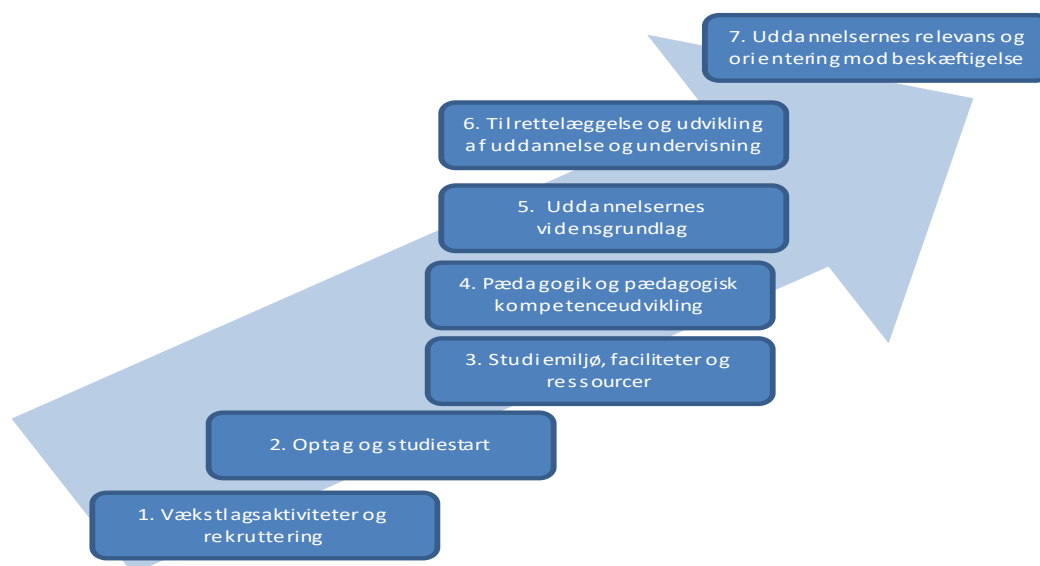 7. Uddannelsernes relevans og
orientering mod beskæftigelse
6. Tilrettelæggelse og udvikling
af uddannelse og undervisning
5. Uddannelsernes
vidensgrundlag
4. Pædagogik og pædagogisk
kompetenceudvikling
3. Studiemiljø, faciliteter og
ressourcer
2. Optag og studiestart
1. Vækstlagsaktiviteter og
rekruttering